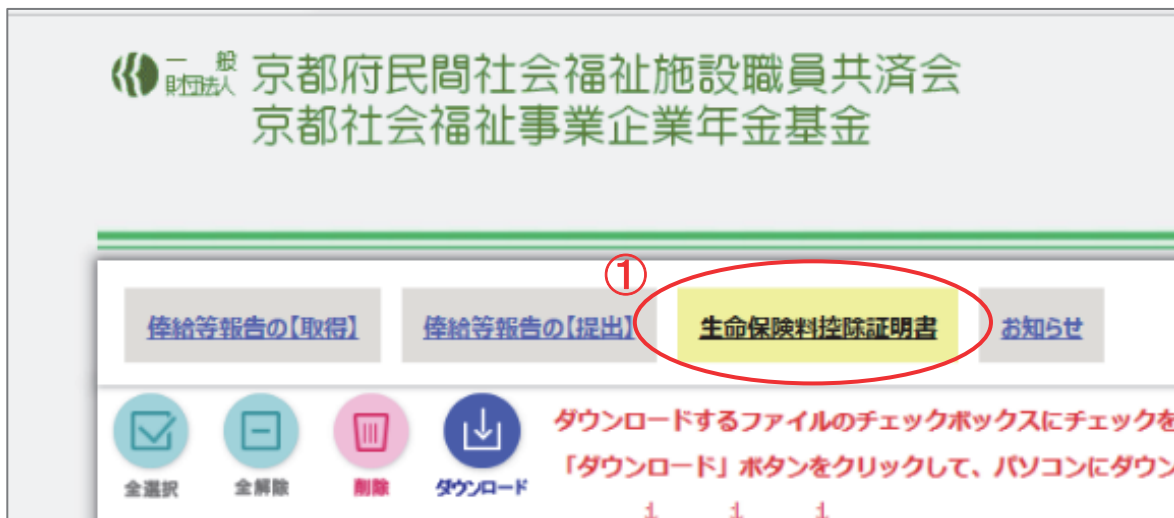 一般財団法人 京都府民間社会福祉施設職員共済会
京都社会福祉事業企業年金基金
①
俸給等報告の【取得】 俸給等報告の【提出】 生命保険料控除証明書 お知らせ
ダウンロードするファイルのチェックボックスにチェックを
「ダウンロード」ボタンをクリックして、パソコンにダウン
全選択 全解除 削除 ダウンロード